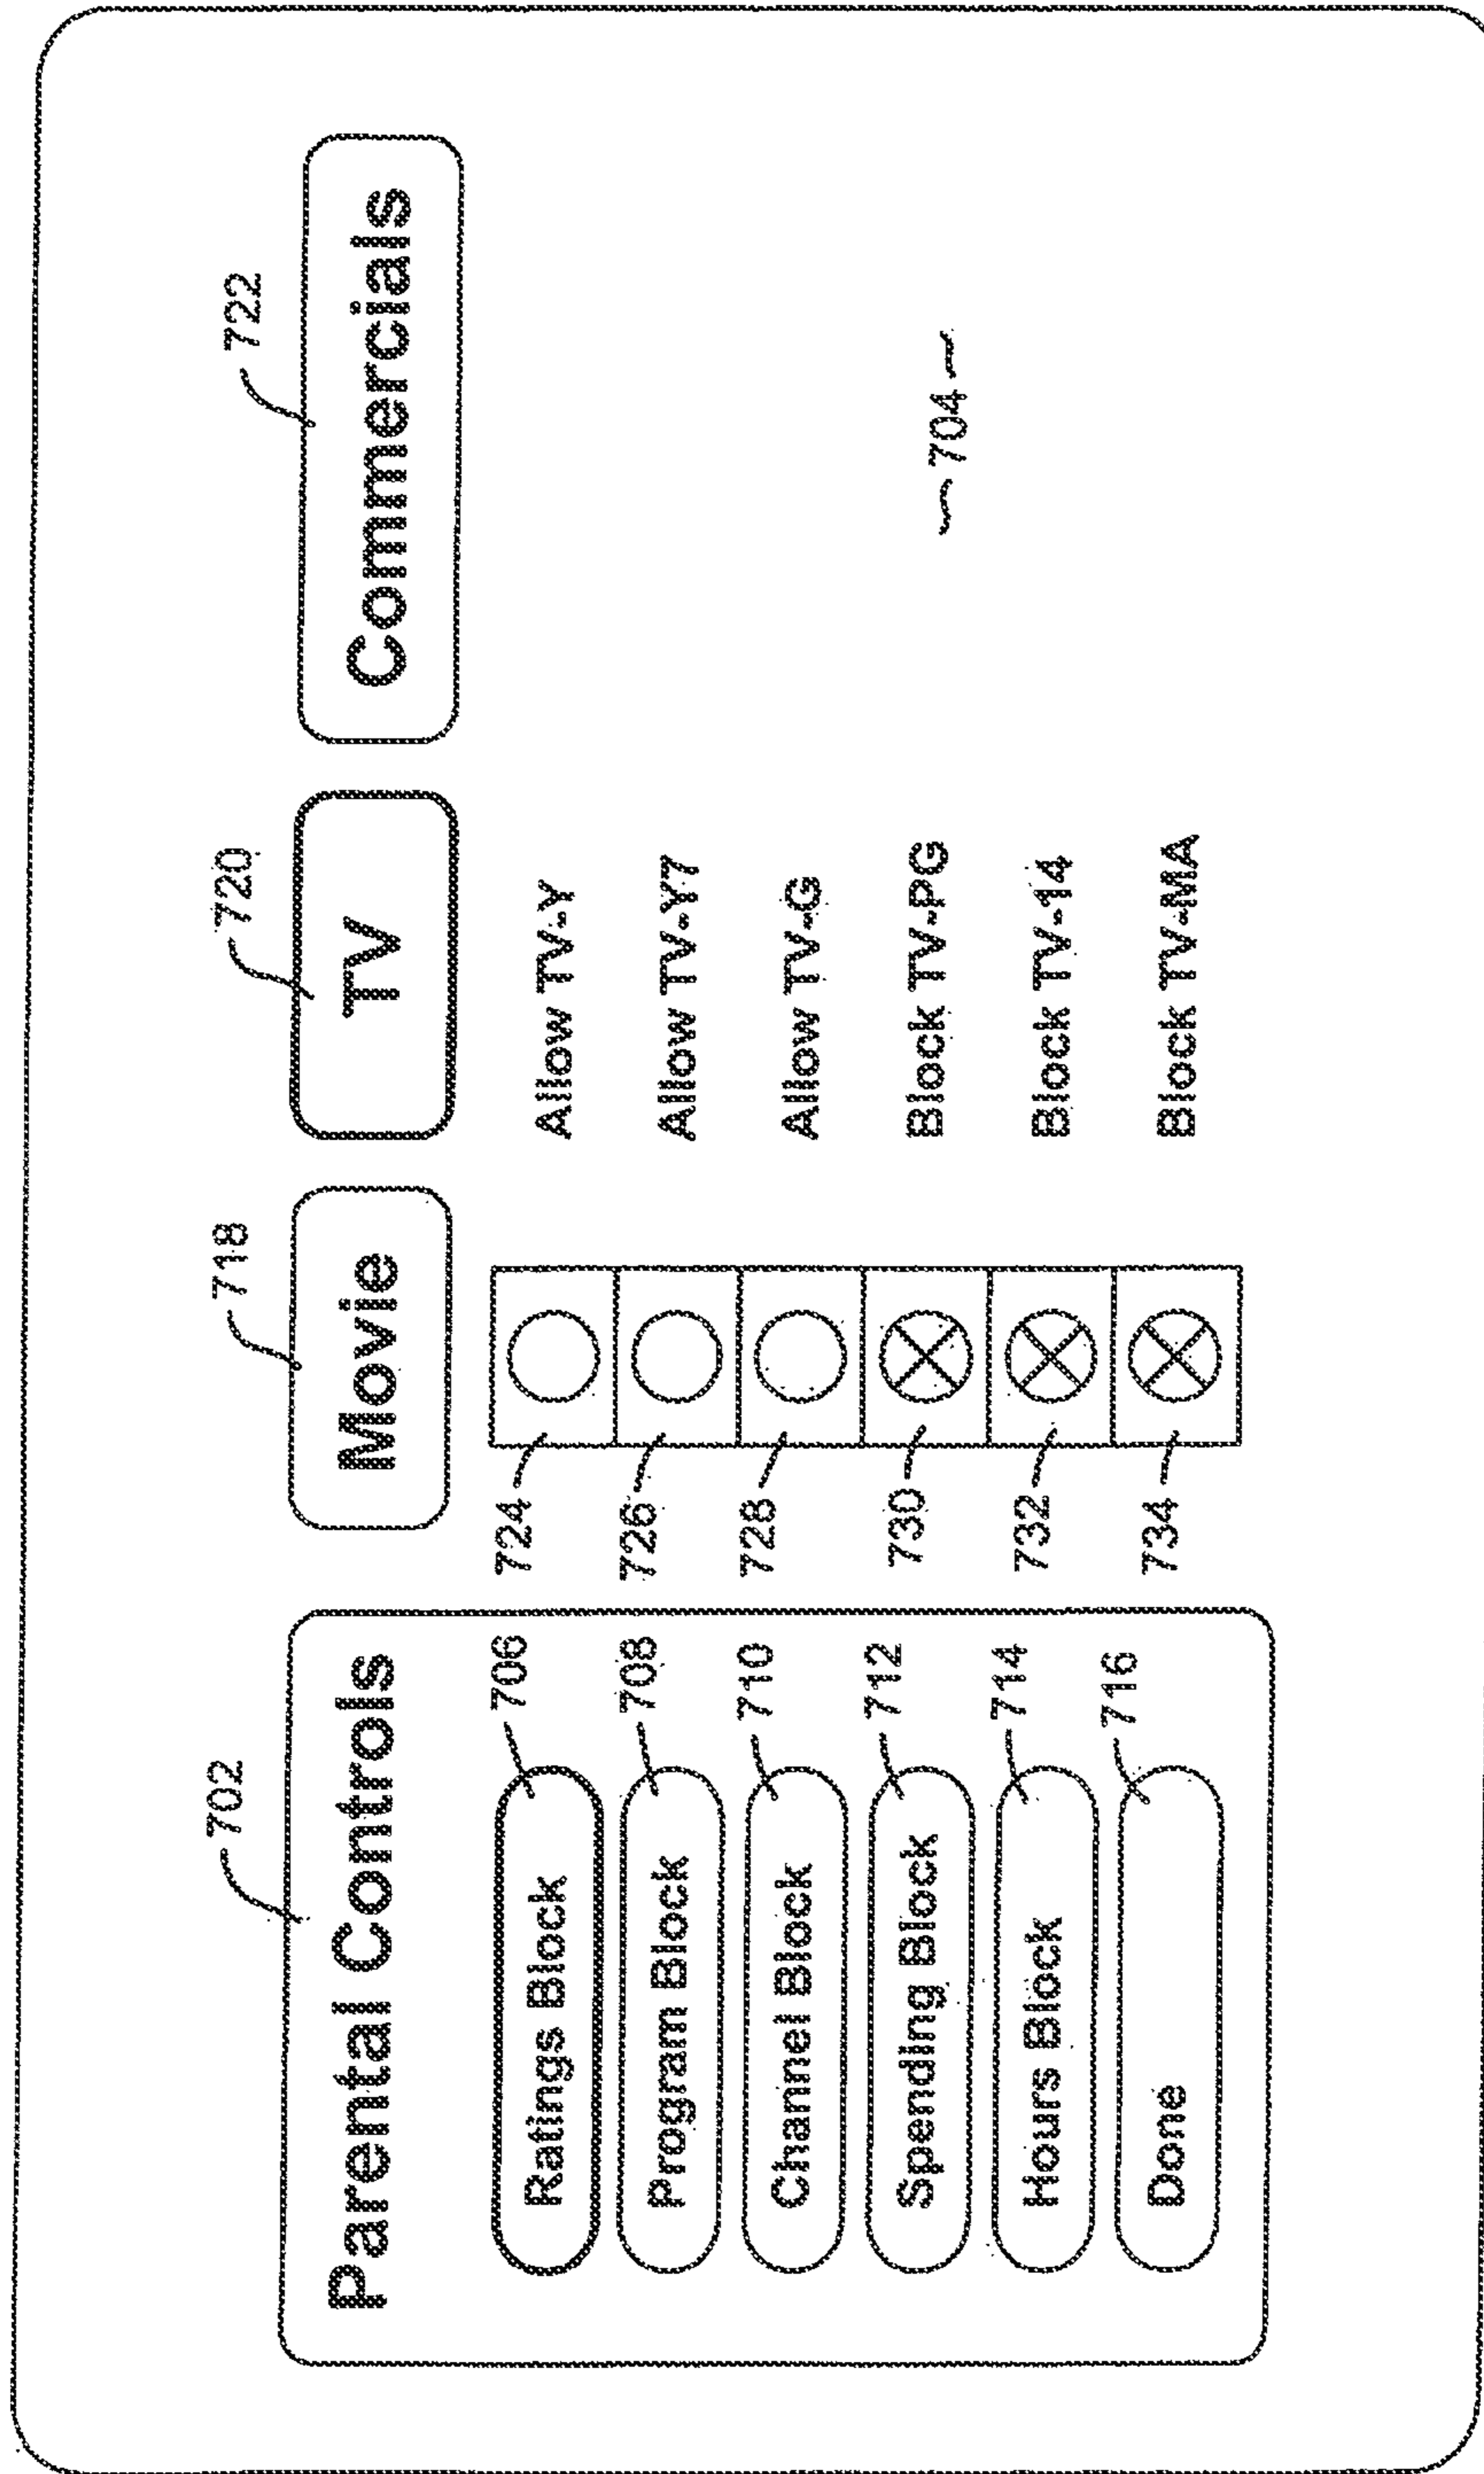 702
718
720
722
Parental Controls
Movie
TV
Commercials
Ratings Block
706
724
Allow TV-Y
Program Block
708
726
Allow TV-Y7
Channel Block
710
728
Allow TV-G
Spending Block
712
730
Block TV-PG
704
Hours Block
714
732
Block TV-14
Done
716
734
Block TV-MA